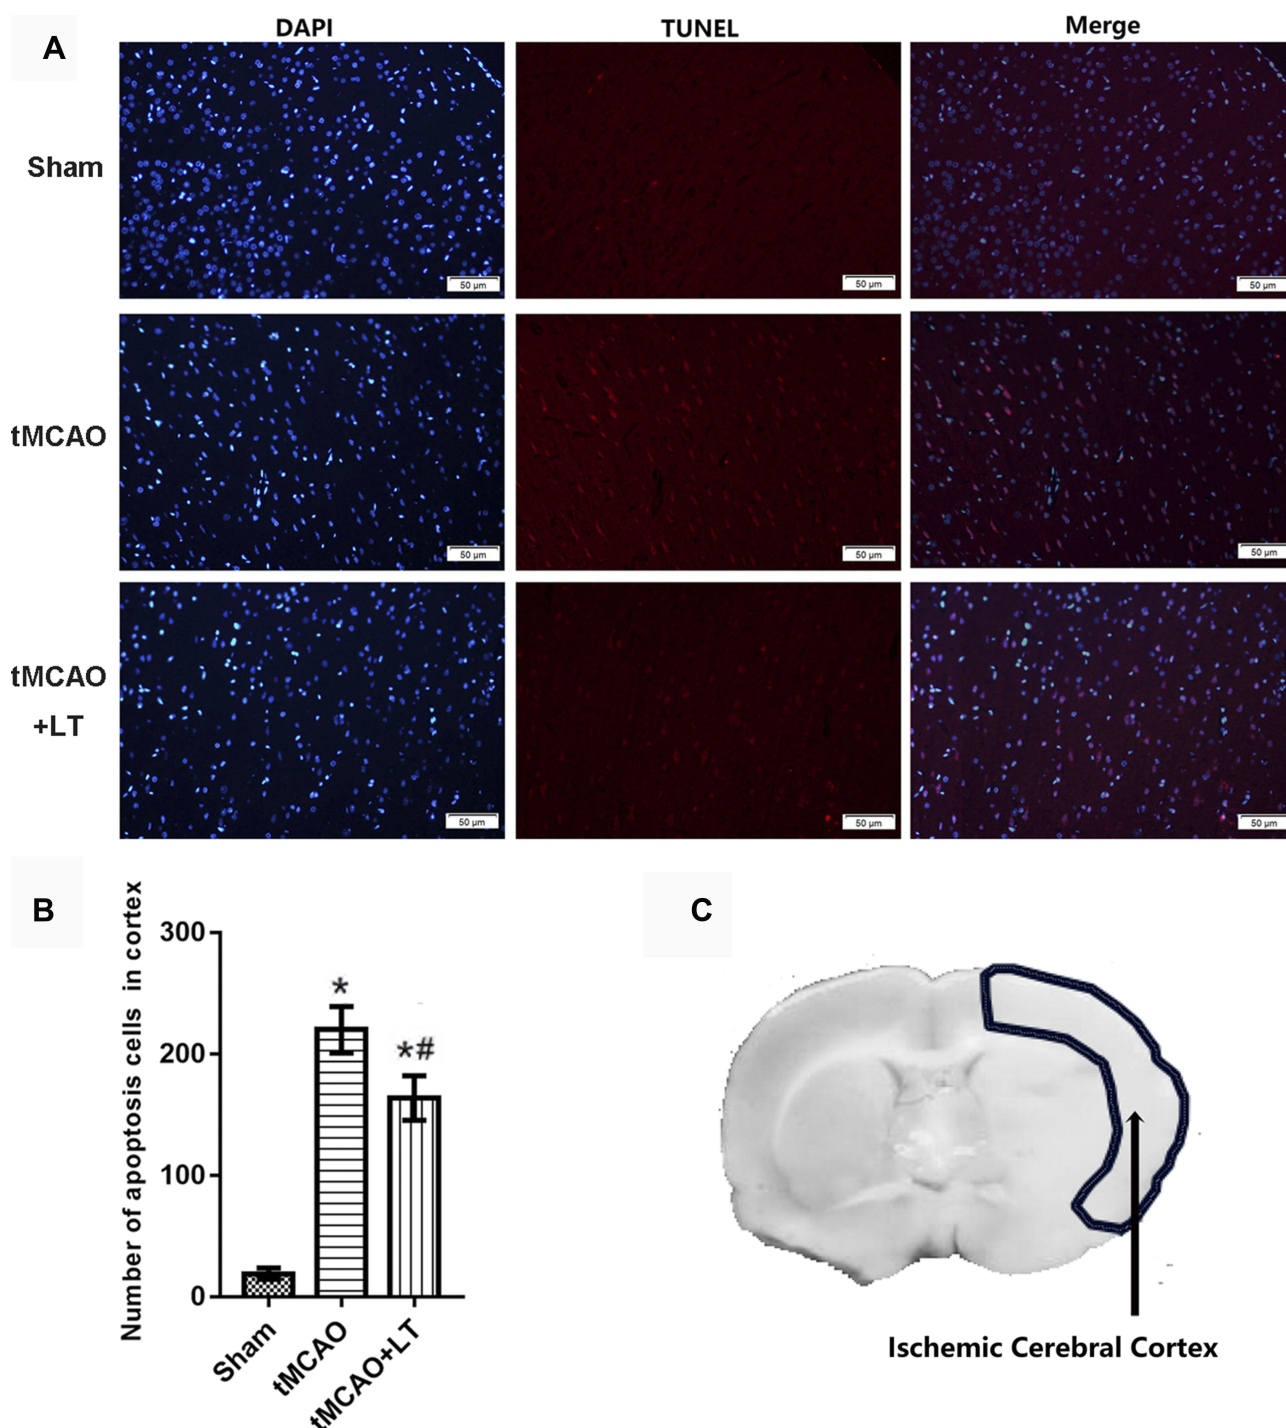 A
DAPI
TUNEL
Merge
Sham
50 µm
50 µm
50 µm
tMCAO
50 µm
50 µm
50 µm
tMCAO
+LT
50 µm
50 µm
50 µm
B
Number of apoptosis cells in cortex
300
200
100
0
*
*#
Sham
tMCAO
tMCAO+LT
C
Ischemic Cerebral Cortex